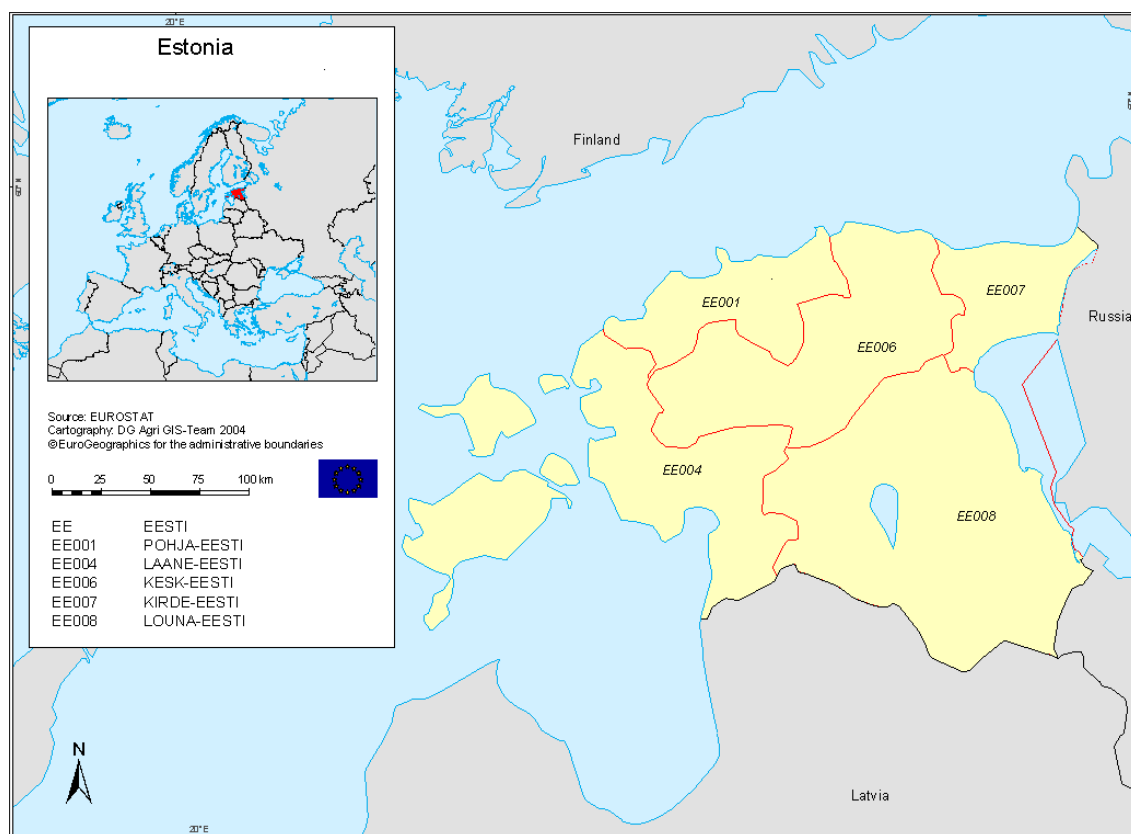 20° E
Estonia
Finland
60° N
EE001
EE007
Russia
EE006
Source: EUROSTAT
Cartography: DG Agri GIS-Team 2004
©EuroGeographics for the administrative boundaries
EE004
0 25 50 75 100 km
EE008
EE EESTI
EE001 POHJA-EESTI
EE004 LAANE-EESTI
EE006 KESK-EESTI
EE007 KIRDE-EESTI
EE008 LOUNA-EESTI
N
Latvia
20° E